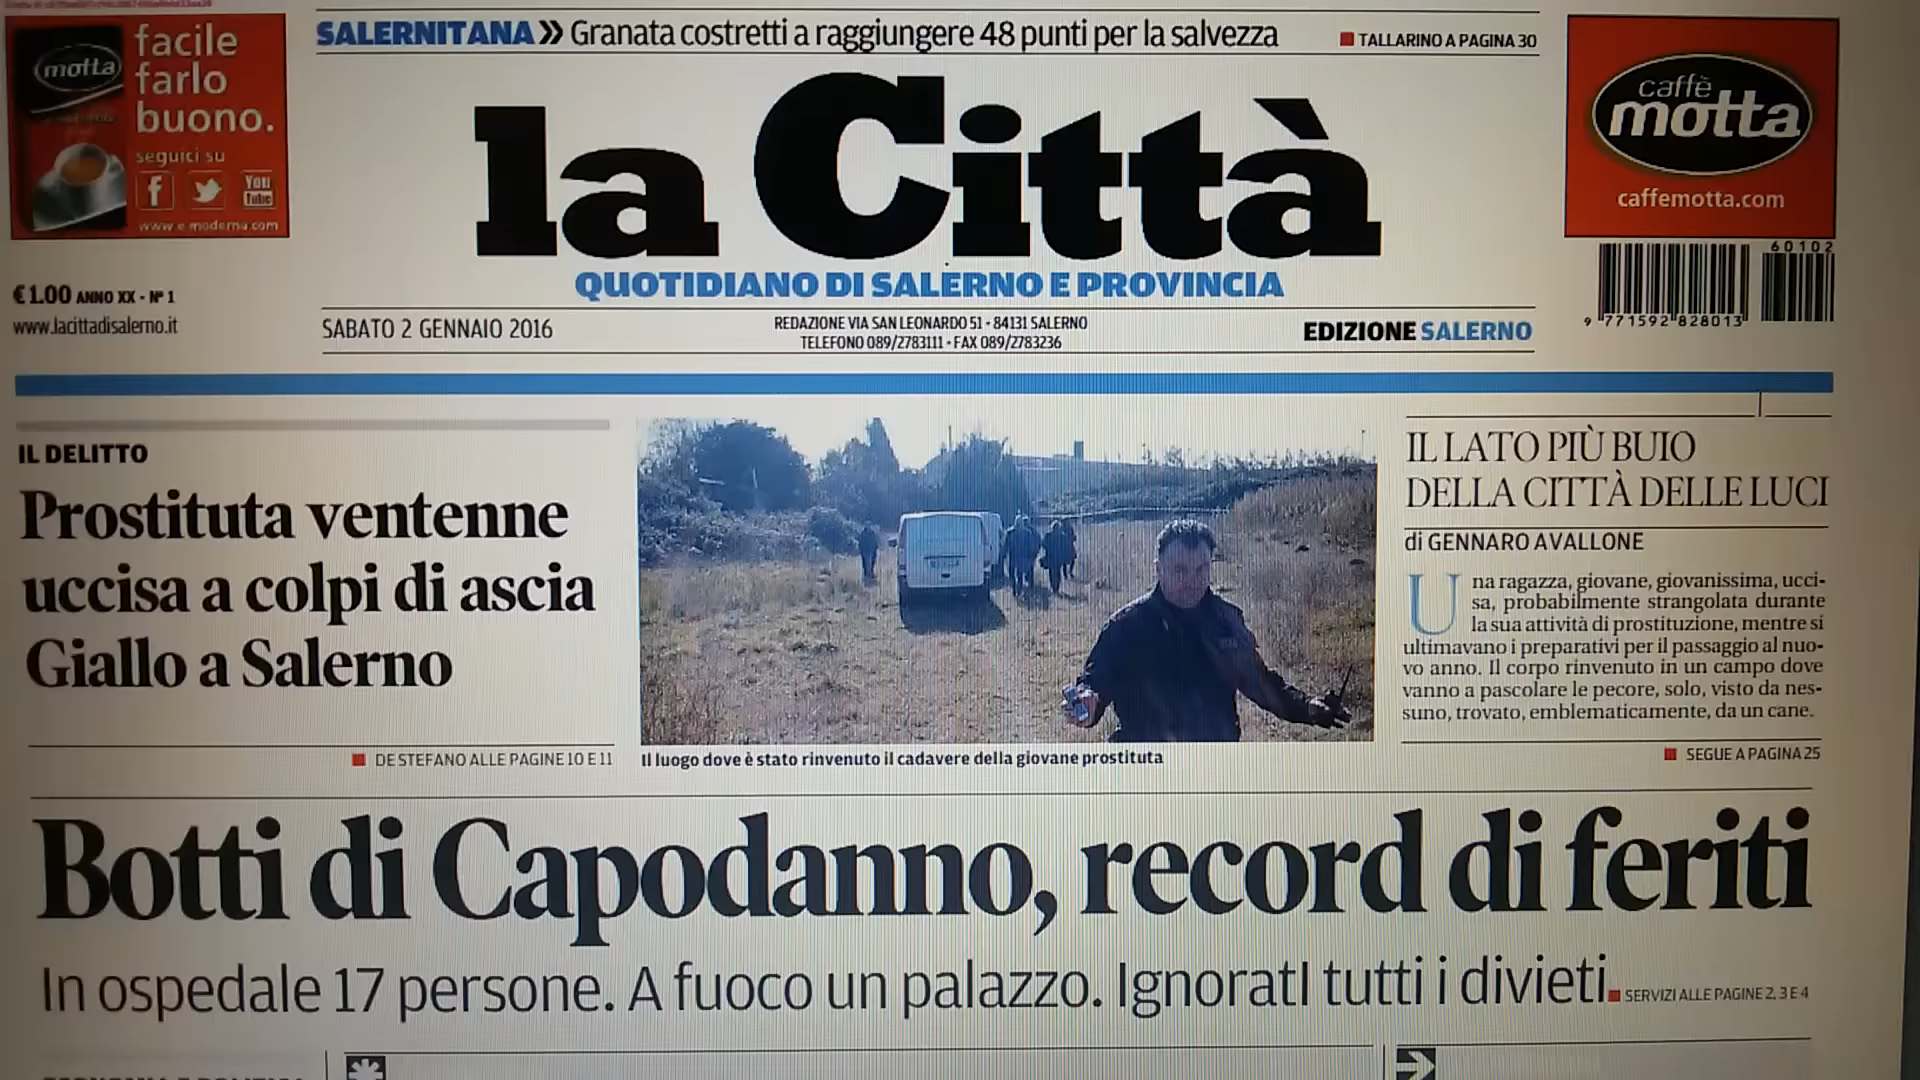 SALERNITANA» Granata costretti a raggiungere 48 punti per la salvezza
TALLARINO A PAGINA 30
motta
facile
farlo
buono.
seguici su
f
You
Tube
www.e-moderna.com
la Città
QUOTIDIANO DI SALERNO E PROVINCIA
caffè
motta
caffemotta.com
60102
9 771592 828013
€ 1.00 ANNO XX - N° 1
www.lacittadisalerno.it
SABATO 2 GENNAIO 2016
REDAZIONE VIA SAN LEONARDO 51 - 84131 SALERNO
TELEFONO 089/2783111 - FAX 089/2783236
EDIZIONE SALERNO
IL DELITTO
Prostituta ventenne
uccisa a colpi di ascia
Giallo a Salerno
DE STEFANO ALLE PAGINE 10 E 11
Il luogo dove è stato rinvenuto il cadavere della giovane prostituta
IL LATO PIÙ BUIO
DELLA CITTÀ DELLE LUCI
di GENNARO AVALLONE
Una ragazza, giovane, giovanissima, ucci-
sa, probabilmente strangolata durante
la sua attività di prostituzione, mentre si
ultimavano i preparativi per il passaggio al nuo-
vo anno. Il corpo rinvenuto in un campo dove
vanno a pascolare le pecore, solo, visto da nes-
suno, trovato, emblematicamente, da un cane.
SEGUE A PAGINA 25
Botti di Capodanno, record di feriti
In ospedale 17 persone. A fuoco un palazzo. IgnoratI tutti i divieti
SERVIZI ALLE PAGINE 2, 3 E 4